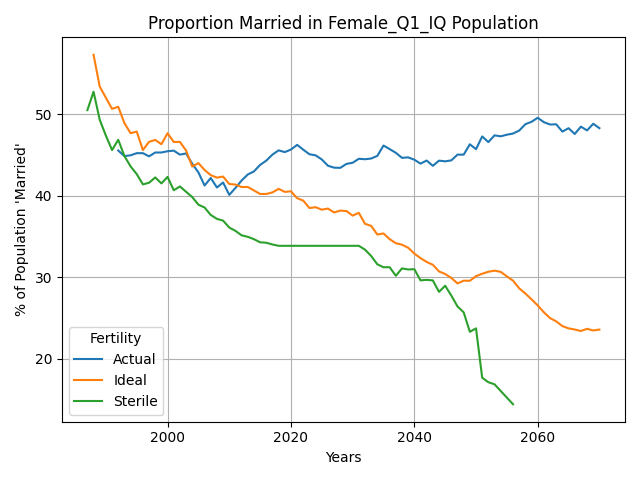 Proportion Married in Female_Q1_IQ Population
% of Population 'Married'
50
40
30
20
Fertility
Actual
Ideal
Sterile
2000 2020 2040 2060
Years